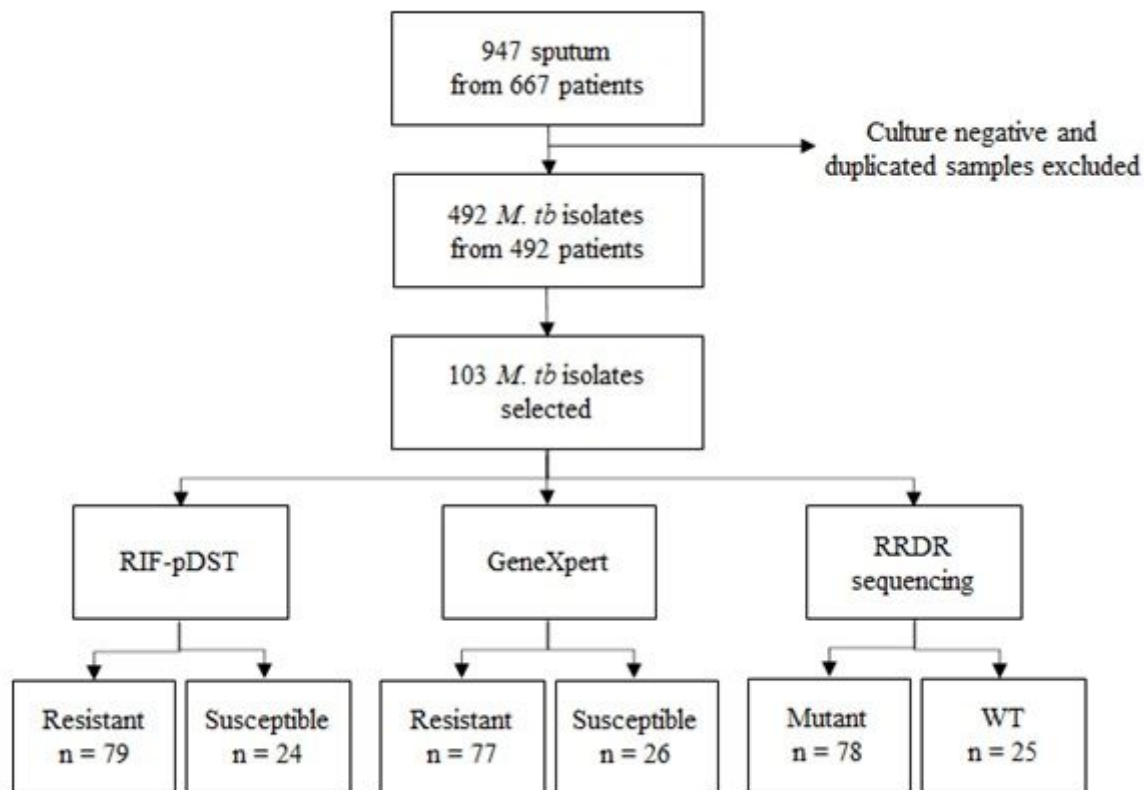 947 sputum
from 667 patients
Culture negative and
duplicated samples excluded
492 M. tb isolates
from 492 patients
103 M. tb isolates
selected
RIF-pDST
GeneXpert
RRDR
sequencing
Resistant
n = 79
Susceptible
n = 24
Resistant
n = 77
Susceptible
n = 26
Mutant
n = 78
WT
n = 25